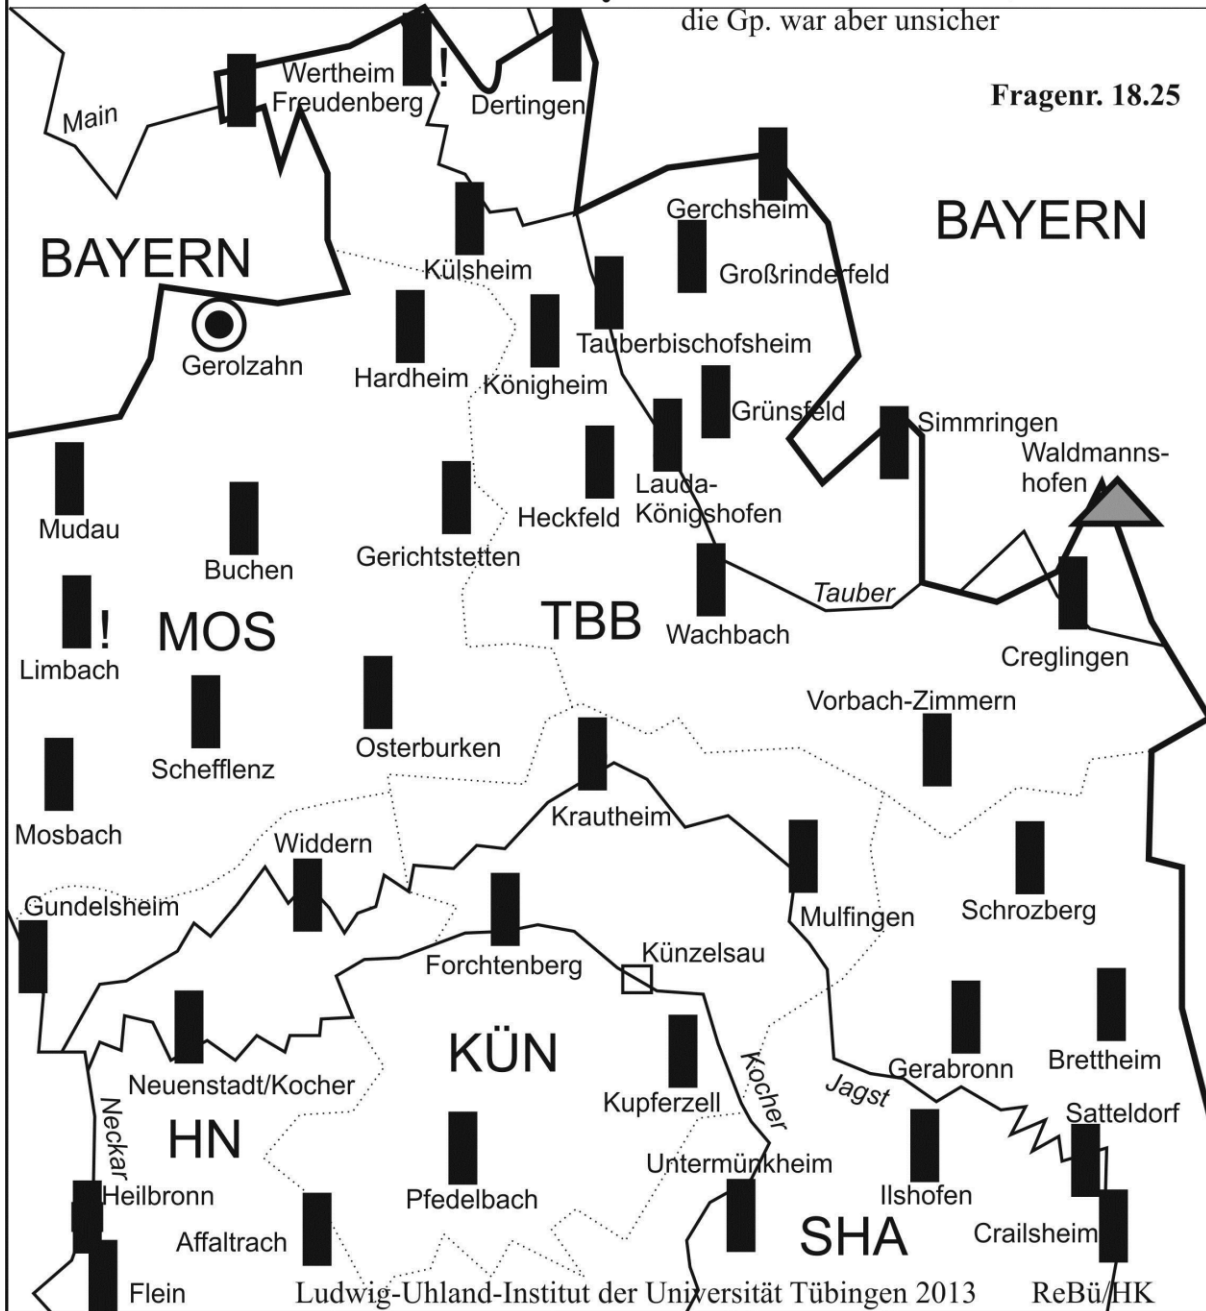 die Gp. war aber unsicher
Wertheim
!
Freudenberg
Dertingen
Fragenr. 18.25
Main
BAYERN
BAYERN
Gerchsheim
Külsheim
Großrinderfeld
Tauberbischofsheim
Gerolzahn
Hardheim
Königheim
Grünsfeld
Simmringen
Waldmanns-
hofen
Lauda-
Königshofen
Mudau
Heckfeld
Gerichtstetten
Buchen
Tauber
MOS
TBB
!
Limbach
Wachbach
Creglingen
Vorbach-Zimmern
Osterburken
Schefflenz
Mosbach
Krautheim
Widdern
Gundelsheim
Mulfingen
Schrozberg
Forchtenberg
Künzelsau
KÜN
Neuenstadt/Kocher
Kupferzell
Kocher
Jagst
Gerabronn
Brettheim
Neckar
HN
Satteldorf
Untermünkheim
Heilbronn
Pfedelbach
Ilshofen
Affaltrach
SHA
Crailsheim
Flein
Ludwig-Uhland-Institut der Universität Tübingen 2013
ReBü/HK